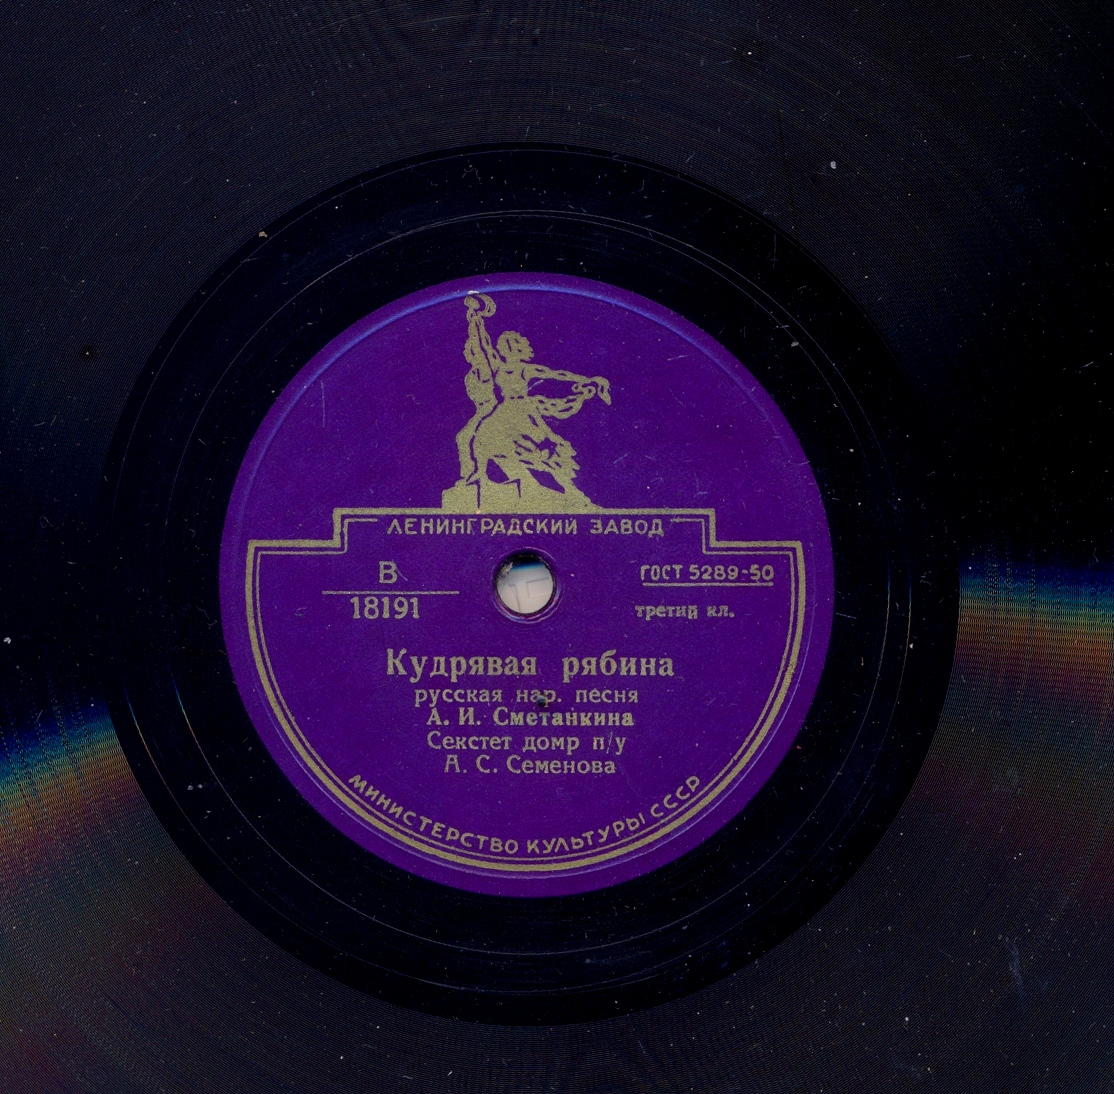 ЛЕНИНГРАДСКИЙ ЗАВОД
В
18191
ГОСТ 5289-50
третий кл.
Кудрявая рябина
русская нар. песня
А. И. Сметанкина
Секстет домр п/у
А. С. Семенова
МИНИСТЕРСТВО КУЛЬТУРЫ СССР